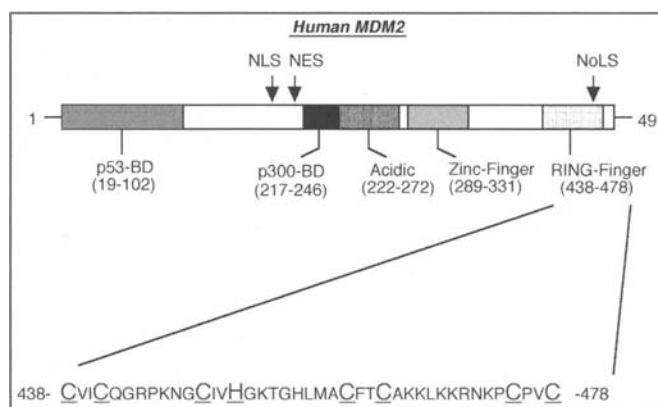 Human MDM2
NLS NES NoLS
1 49
p53-BD p300-BD Acidic Zinc-Finger RING-Finger
(19-102) (217-246) (222-272) (289-331) (438-478)
438- CVICQGRPKNGCIVHGKTGHLMACFTCAKKLKKRNKPCPVC -478